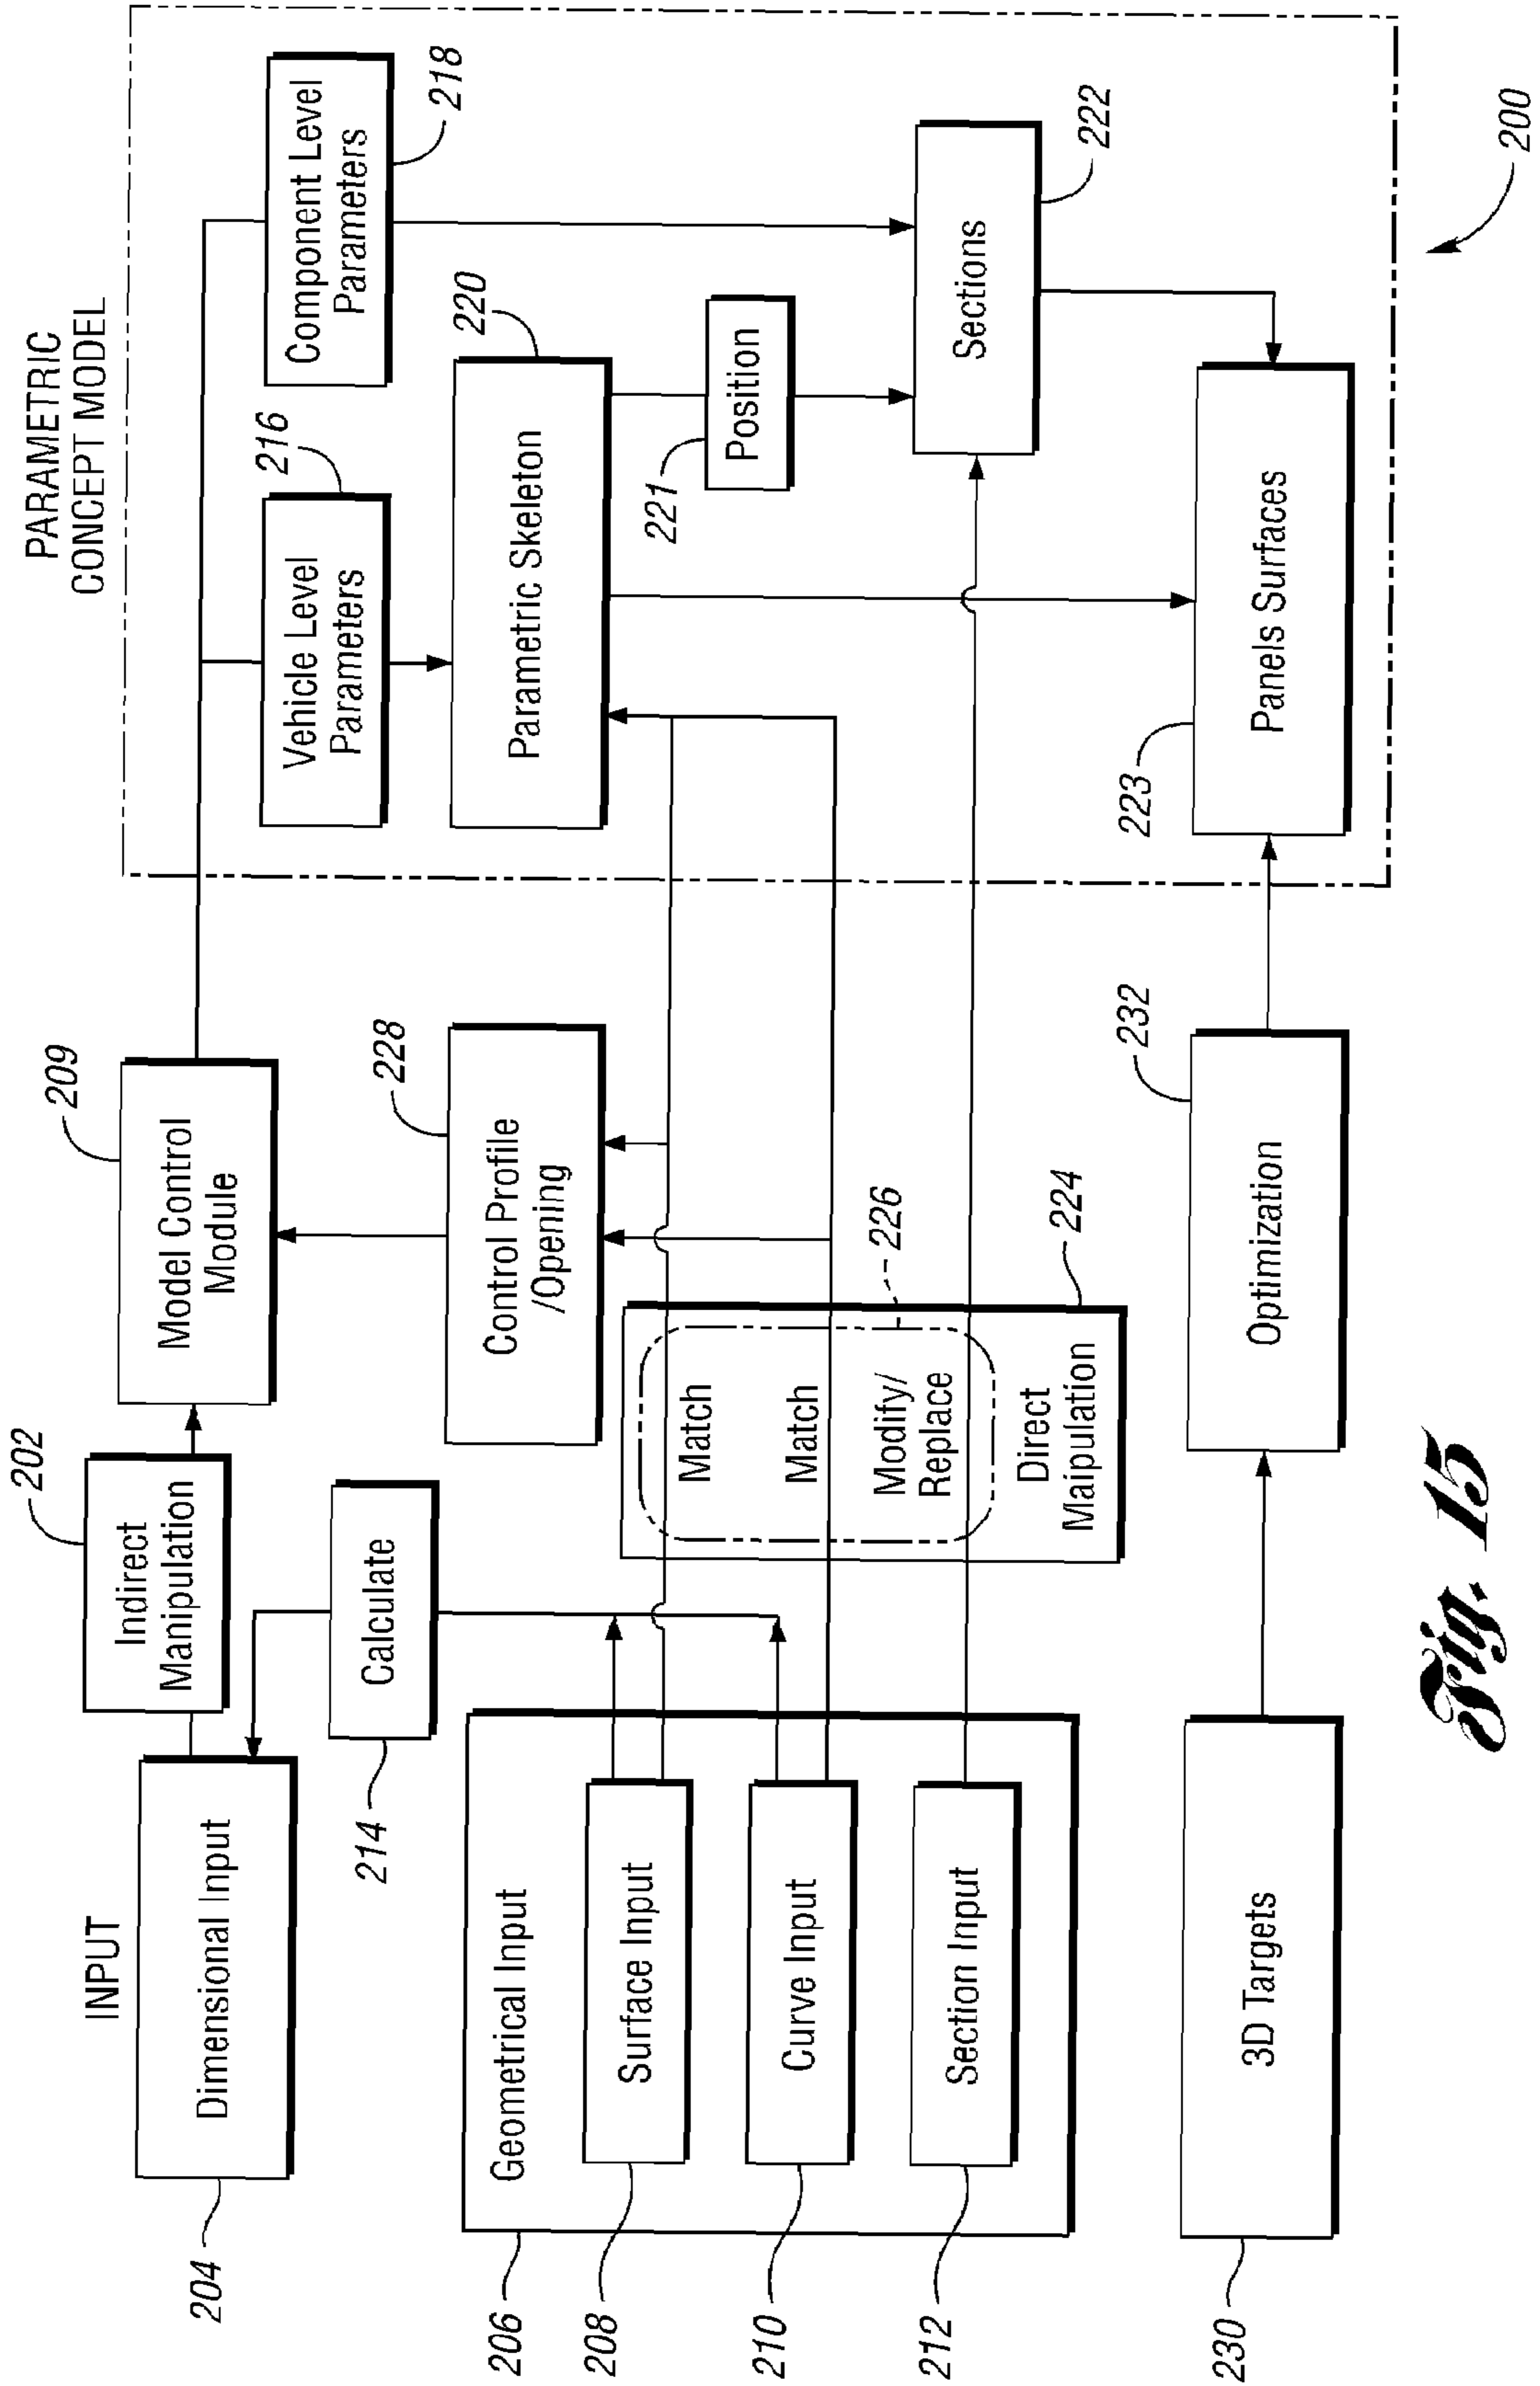 INPUT
PARAMETRIC
CONCEPT MODEL
204
Dimensional Input
202
Indirect
Manipulation
209
Model Control
Module
214
Calculate
216
Vehicle Level
Parameters
218
Component Level
Parameters
206
Geometrical Input
208
Surface Input
210
Curve Input
212
Section Input
228
Control Profile
/Opening
226
Match
Match
Modify/
Replace
224
Direct
Maipulation
220
Parametric Skeleton
221
Position
222
Sections
223
Panels Surfaces
230
3D Targets
232
Optimization
200
Fig. 15